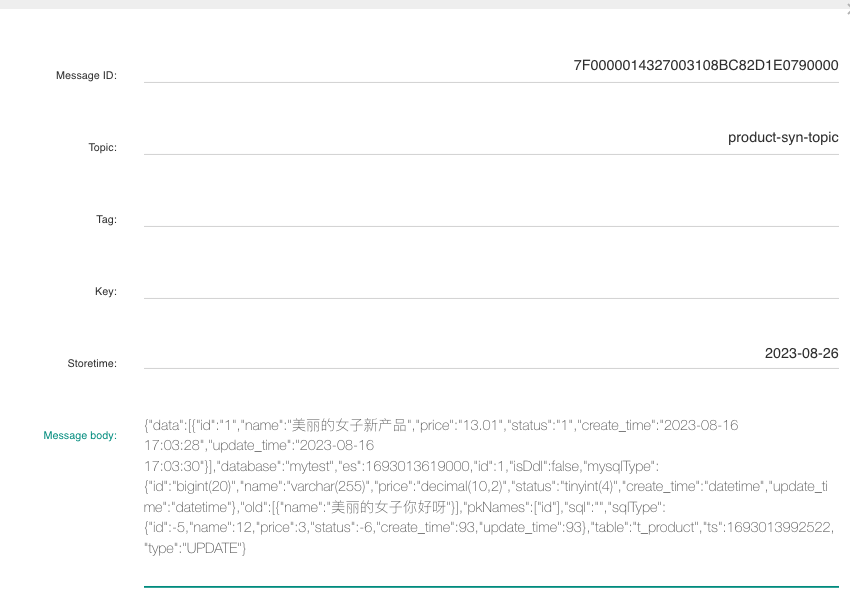 Message ID: 7F0000014327003108BC82D1E0790000
Topic: product-syn-topic
Tag:
Key:
Storetime: 2023-08-26
Message body:
{"data":[{"id":"1","name":"美丽的女子新产品","price":"13.01","status":"1","create_time":"2023-08-16
17:03:28","update_time":"2023-08-16
17:03:30"}],"database":"mytest","es":1693013619000,"id":1,"isDdl":false,"mysqlType":
{"id":"bigint(20)","name":"varchar(255)","price":"decimal(10,2)","status":"tinyint(4)","create_time":"datetime","update_ti
me":"datetime"},"old":[{"name":"美丽的女子你好呀"}],"pkNames":["id"],"sql":"","sqlType":
{"id":-5,"name":12,"price":3,"status":-6,"create_time":93,"update_time":93},"table":"t_product","ts":1693013992522,
"type":"UPDATE"}